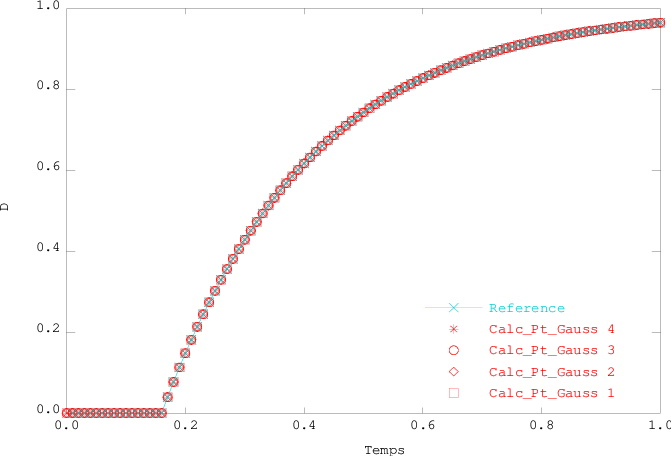 1.0
0.8
0.6
D
0.4
0.2
0.0
Reference
Calc_Pt_Gauss 4
Calc_Pt_Gauss 3
Calc_Pt_Gauss 2
Calc_Pt_Gauss 1
0.0 0.2 0.4 0.6 0.8 1.0
Temps